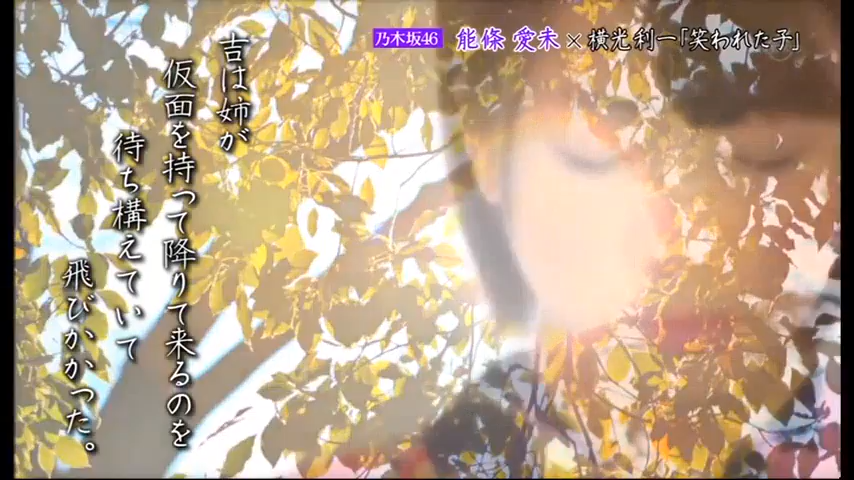 乃木坂46 能條 愛未×横光利一「笑われた子」
吉は姉が
仮面を持って降りて来るのを
待ち構えていて
飛びかかった。